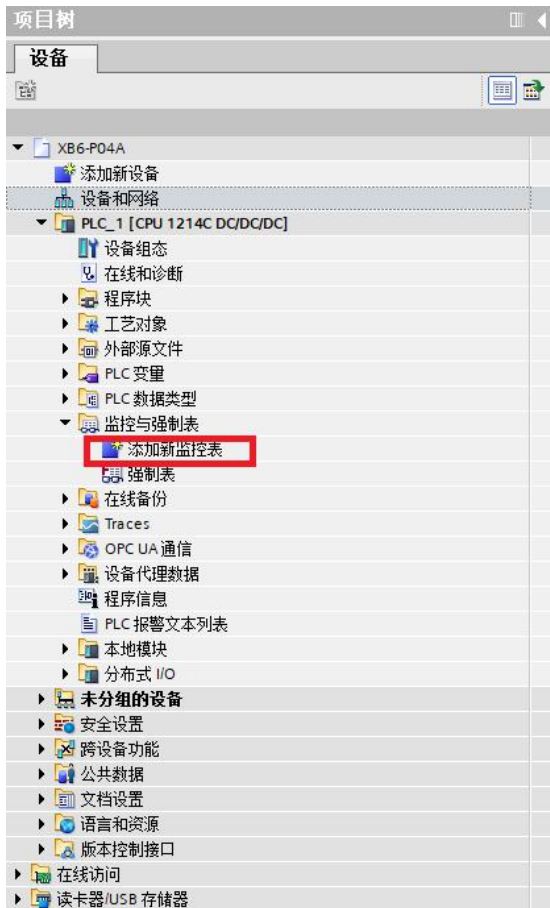 项目树
设备
XB6-P04A
添加新设备
设备和网络
PLC_1 [CPU 1214C DC/DC/DC]
设备组态
在线和诊断
程序块
工艺对象
外部源文件
PLC 变量
PLC 数据类型
监控与强制表
添加新监控表
强制表
在线备份
Traces
OPC UA 通信
设备代理数据
程序信息
PLC 报警文本列表
本地模块
分布式 I/O
未分组的设备
安全设置
跨设备功能
公共数据
文档设置
语言和资源
版本控制接口
在线访问
读卡器/USB 存储器